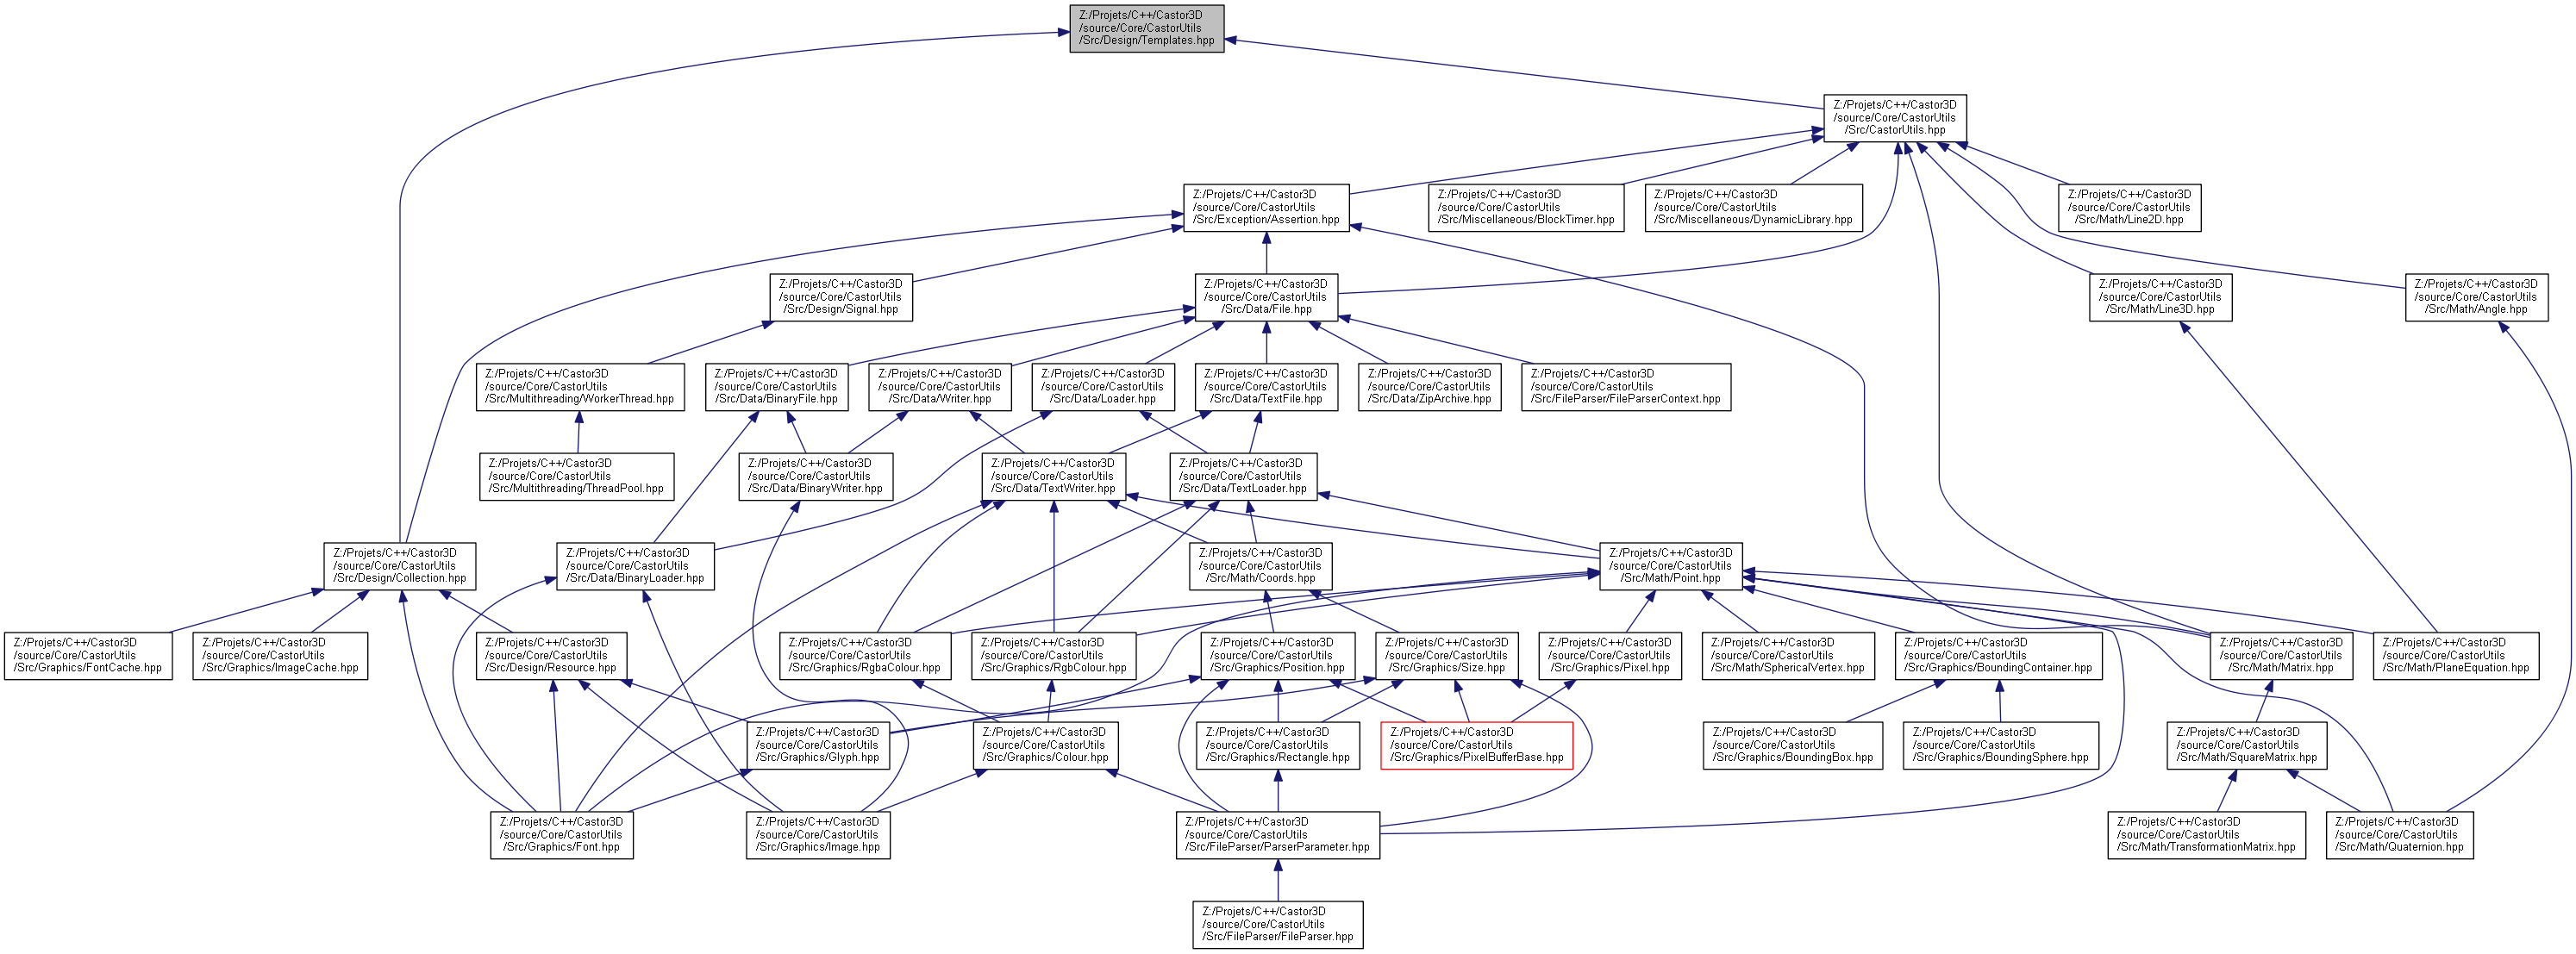 Z:/Projets/C++/Castor3D
/source/Core/CastorUtils
/Src/Design/Templates.hpp
Z:/Projets/C++/Castor3D
/source/Core/CastorUtils
/Src/CastorUtils.hpp
Z:/Projets/C++/Castor3D
/source/Core/CastorUtils
/Src/Exception/Assertion.hpp
Z:/Projets/C++/Castor3D
/source/Core/CastorUtils
/Src/Miscellaneous/BlockTimer.hpp
Z:/Projets/C++/Castor3D
/source/Core/CastorUtils
/Src/Miscellaneous/DynamicLibrary.hpp
Z:/Projets/C++/Castor3D
/source/Core/CastorUtils
/Src/Math/Line2D.hpp
Z:/Projets/C++/Castor3D
/source/Core/CastorUtils
/Src/Design/Signal.hpp
Z:/Projets/C++/Castor3D
/source/Core/CastorUtils
/Src/Data/File.hpp
Z:/Projets/C++/Castor3D
/source/Core/CastorUtils
/Src/Math/Line3D.hpp
Z:/Projets/C++/Castor3D
/source/Core/CastorUtils
/Src/Math/Angle.hpp
Z:/Projets/C++/Castor3D
/source/Core/CastorUtils
/Src/Multithreading/WorkerThread.hpp
Z:/Projets/C++/Castor3D
/source/Core/CastorUtils
/Src/Data/BinaryFile.hpp
Z:/Projets/C++/Castor3D
/source/Core/CastorUtils
/Src/Data/Writer.hpp
Z:/Projets/C++/Castor3D
/source/Core/CastorUtils
/Src/Data/Loader.hpp
Z:/Projets/C++/Castor3D
/source/Core/CastorUtils
/Src/Data/TextFile.hpp
Z:/Projets/C++/Castor3D
/source/Core/CastorUtils
/Src/Data/ZipArchive.hpp
Z:/Projets/C++/Castor3D
/source/Core/CastorUtils
/Src/FileParser/FileParserContext.hpp
Z:/Projets/C++/Castor3D
/source/Core/CastorUtils
/Src/Multithreading/ThreadPool.hpp
Z:/Projets/C++/Castor3D
/source/Core/CastorUtils
/Src/Data/BinaryWriter.hpp
Z:/Projets/C++/Castor3D
/source/Core/CastorUtils
/Src/Data/TextWriter.hpp
Z:/Projets/C++/Castor3D
/source/Core/CastorUtils
/Src/Data/TextLoader.hpp
Z:/Projets/C++/Castor3D
/source/Core/CastorUtils
/Src/Design/Collection.hpp
Z:/Projets/C++/Castor3D
/source/Core/CastorUtils
/Src/Data/BinaryLoader.hpp
Z:/Projets/C++/Castor3D
/source/Core/CastorUtils
/Src/Math/Coords.hpp
Z:/Projets/C++/Castor3D
/source/Core/CastorUtils
/Src/Math/Point.hpp
Z:/Projets/C++/Castor3D
/source/Core/CastorUtils
/Src/Graphics/FontCache.hpp
Z:/Projets/C++/Castor3D
/source/Core/CastorUtils
/Src/Graphics/ImageCache.hpp
Z:/Projets/C++/Castor3D
/source/Core/CastorUtils
/Src/Design/Resource.hpp
Z:/Projets/C++/Castor3D
/source/Core/CastorUtils
/Src/Graphics/RgbaColour.hpp
Z:/Projets/C++/Castor3D
/source/Core/CastorUtils
/Src/Graphics/RgbColour.hpp
Z:/Projets/C++/Castor3D
/source/Core/CastorUtils
/Src/Graphics/Position.hpp
Z:/Projets/C++/Castor3D
/source/Core/CastorUtils
/Src/Graphics/Size.hpp
Z:/Projets/C++/Castor3D
/source/Core/CastorUtils
/Src/Graphics/Pixel.hpp
Z:/Projets/C++/Castor3D
/source/Core/CastorUtils
/Src/Math/SphericalVertex.hpp
Z:/Projets/C++/Castor3D
/source/Core/CastorUtils
/Src/Graphics/BoundingContainer.hpp
Z:/Projets/C++/Castor3D
/source/Core/CastorUtils
/Src/Math/Matrix.hpp
Z:/Projets/C++/Castor3D
/source/Core/CastorUtils
/Src/Math/PlaneEquation.hpp
Z:/Projets/C++/Castor3D
/source/Core/CastorUtils
/Src/Graphics/Glyph.hpp
Z:/Projets/C++/Castor3D
/source/Core/CastorUtils
/Src/Graphics/Colour.hpp
Z:/Projets/C++/Castor3D
/source/Core/CastorUtils
/Src/Graphics/Rectangle.hpp
Z:/Projets/C++/Castor3D
/source/Core/CastorUtils
/Src/Graphics/PixelBufferBase.hpp
Z:/Projets/C++/Castor3D
/source/Core/CastorUtils
/Src/Graphics/BoundingBox.hpp
Z:/Projets/C++/Castor3D
/source/Core/CastorUtils
/Src/Graphics/BoundingSphere.hpp
Z:/Projets/C++/Castor3D
/source/Core/CastorUtils
/Src/Math/SquareMatrix.hpp
Z:/Projets/C++/Castor3D
/source/Core/CastorUtils
/Src/Graphics/Font.hpp
Z:/Projets/C++/Castor3D
/source/Core/CastorUtils
/Src/Graphics/Image.hpp
Z:/Projets/C++/Castor3D
/source/Core/CastorUtils
/Src/FileParser/ParserParameter.hpp
Z:/Projets/C++/Castor3D
/source/Core/CastorUtils
/Src/Math/TransformationMatrix.hpp
Z:/Projets/C++/Castor3D
/source/Core/CastorUtils
/Src/Math/Quaternion.hpp
Z:/Projets/C++/Castor3D
/source/Core/CastorUtils
/Src/FileParser/FileParser.hpp